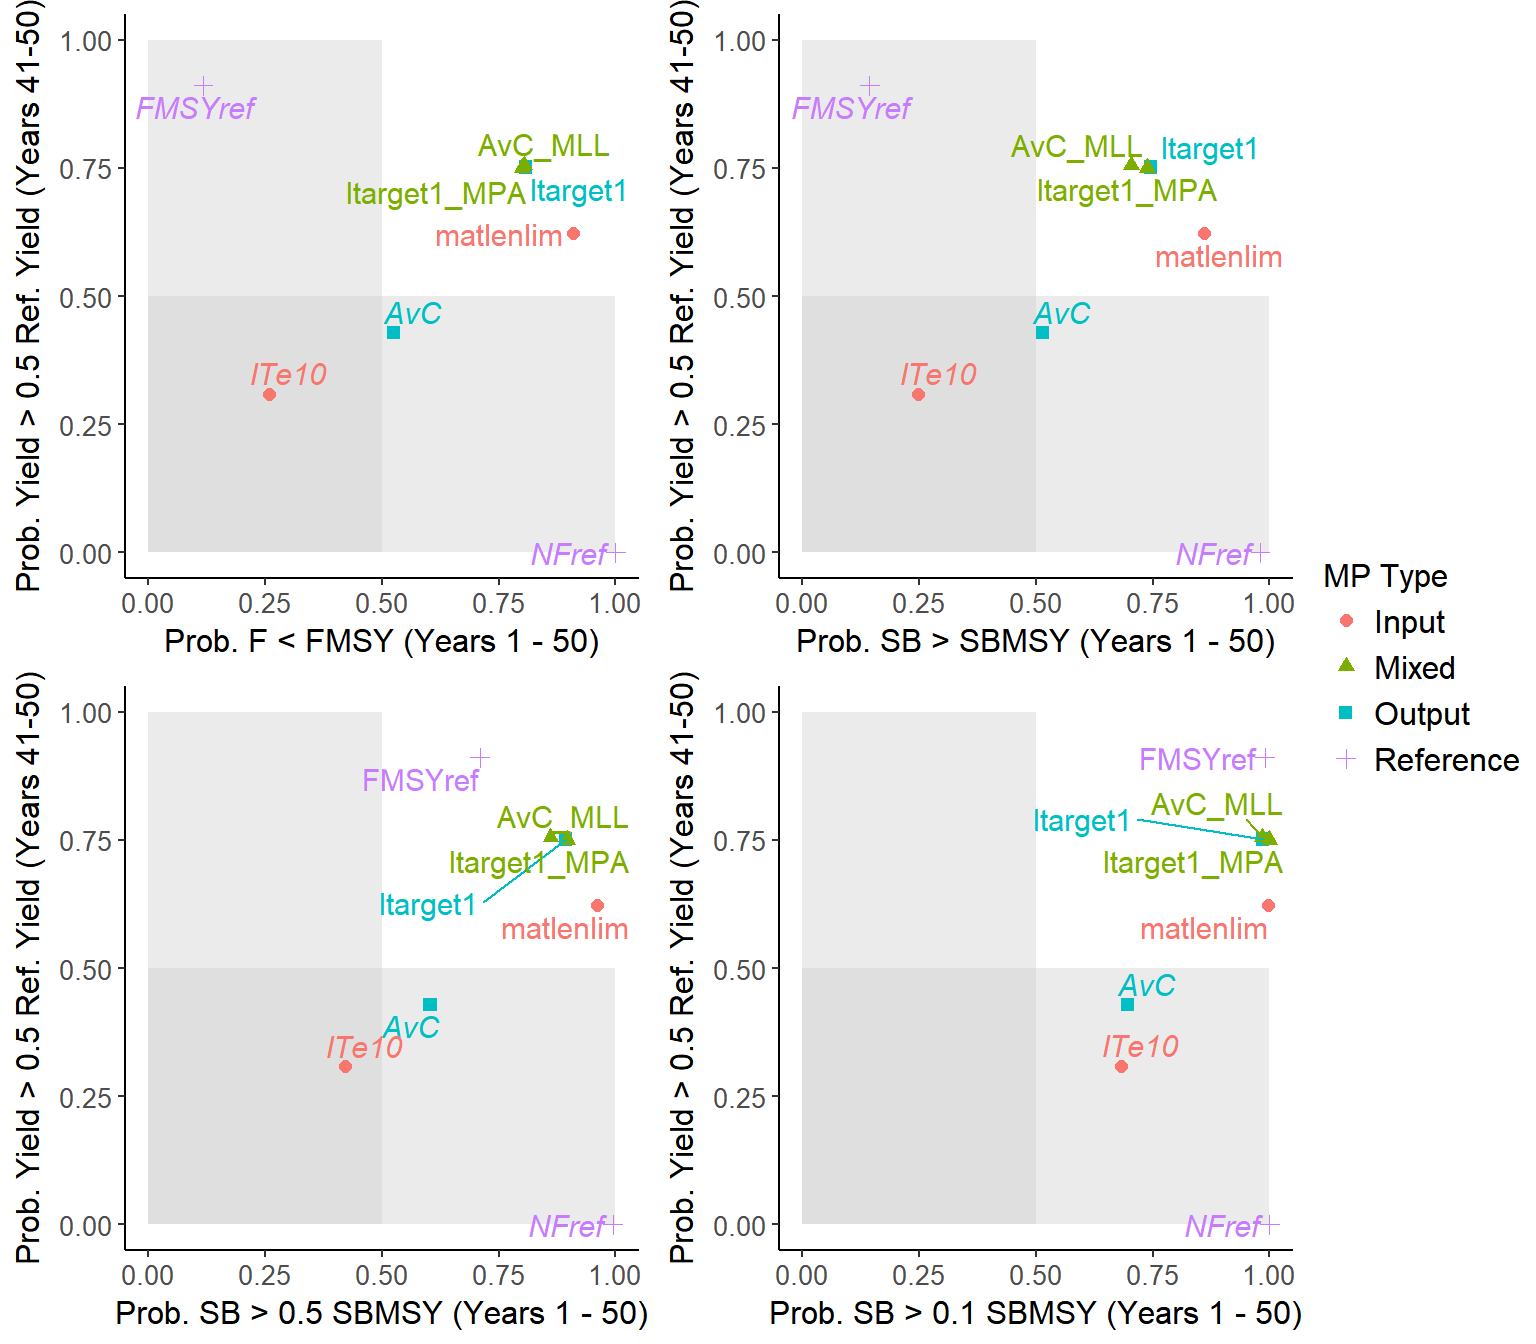 Prob. Yield > 0.5 Ref. Yield (Years 41-50)
1.00
0.75
0.50
0.25
0.00
FMSYref
AvC_MLL
Itarget1_MPA
Itarget1
matlenlim
AvC
ITe10
NFref
0.00 0.25 0.50 0.75 1.00
Prob. F < FMSY (Years 1 - 50)
Prob. Yield > 0.5 Ref. Yield (Years 41-50)
1.00
0.75
0.50
0.25
0.00
FMSYref
AvC_MLL
Itarget1
Itarget1_MPA
matlenlim
AvC
ITe10
NFref
0.00 0.25 0.50 0.75 1.00
Prob. SB > SBMSY (Years 1 - 50)
Prob. Yield > 0.5 Ref. Yield (Years 41-50)
1.00
0.75
0.50
0.25
0.00
FMSYref
AvC_MLL
Itarget1_MPA
Itarget1
matlenlim
AvC
ITe10
NFref
0.00 0.25 0.50 0.75 1.00
Prob. SB > 0.5 SBMSY (Years 1 - 50)
Prob. Yield > 0.5 Ref. Yield (Years 41-50)
1.00
0.75
0.50
0.25
0.00
FMSYref
AvC_MLL
Itarget1
Itarget1_MPA
matlenlim
AvC
ITe10
NFref
0.00 0.25 0.50 0.75 1.00
Prob. SB > 0.1 SBMSY (Years 1 - 50)
MP Type
Input
Mixed
Output
Reference